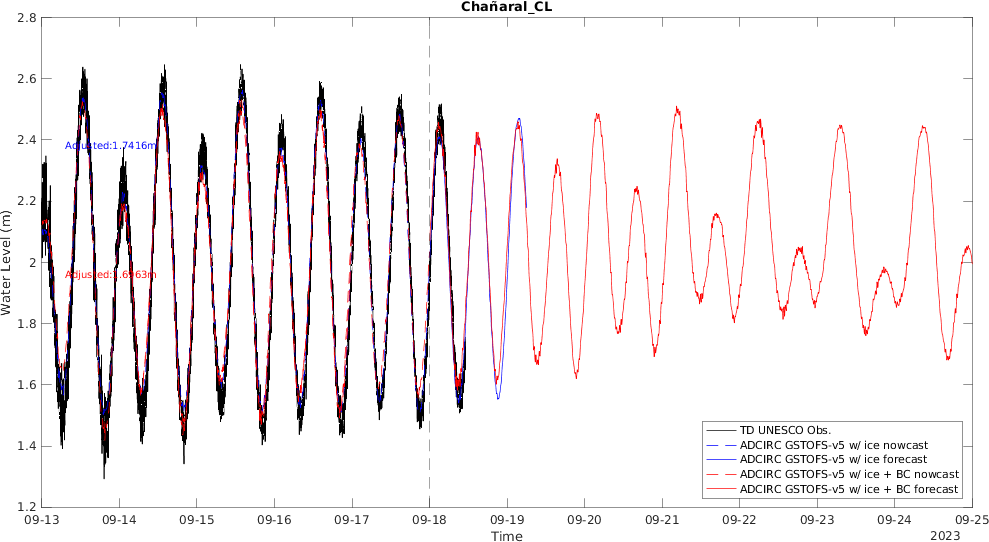 Chañaral_CL
2.8
2.6
2.4
2.2
2
1.8
1.6
1.4
1.2
Water Level (m)
Adjusted:1.7416m
Adjusted:1.6963m
TD UNESCO Obs.
ADCIRC GSTOFS-v5 w/ ice nowcast
ADCIRC GSTOFS-v5 w/ ice forecast
ADCIRC GSTOFS-v5 w/ ice + BC nowcast
ADCIRC GSTOFS-v5 w/ ice + BC forecast
09-13 09-14 09-15 09-16 09-17 09-18 09-19 09-20 09-21 09-22 09-23 09-24 09-25
Time
2023